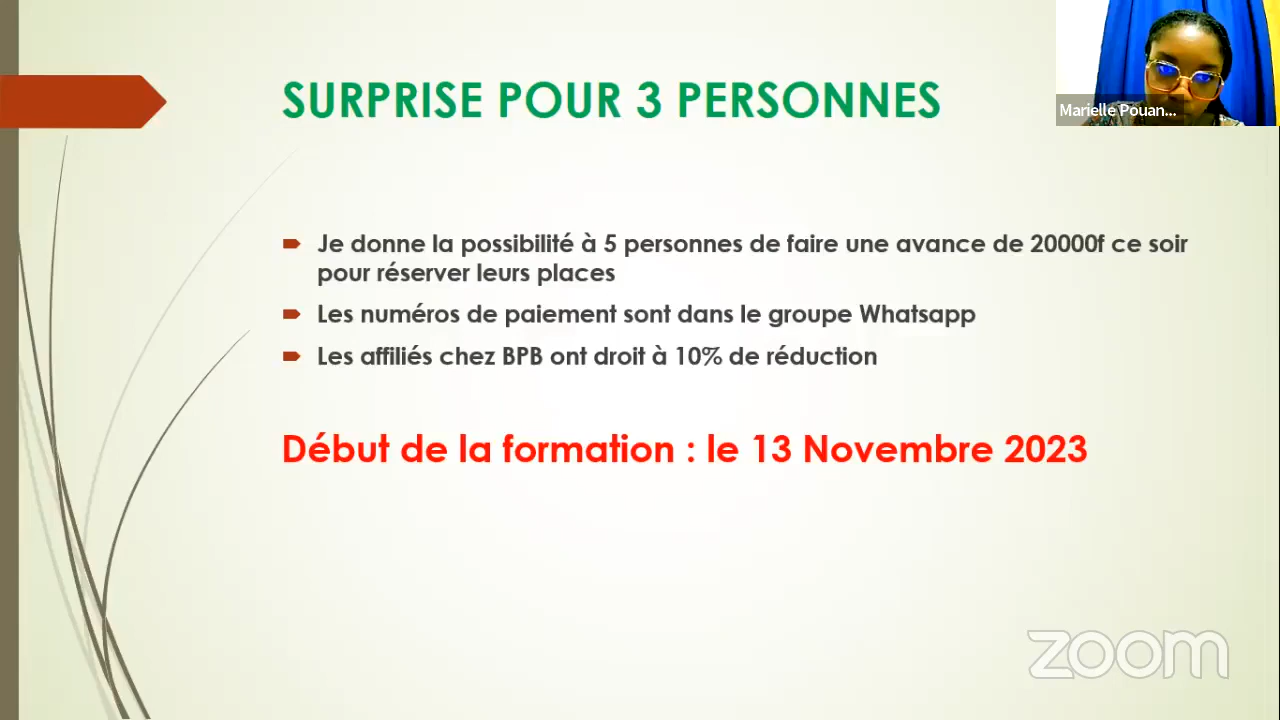 SURPRISE POUR 3 PERSONNES
Marielle Pouan...
Je donne la possibilité à 5 personnes de faire une avance de 20000f ce soir
pour réserver leurs places
Les numéros de paiement sont dans le groupe Whatsapp
Les affiliés chez BPB ont droit à 10% de réduction
Début de la formation : le 13 Novembre 2023
zoom